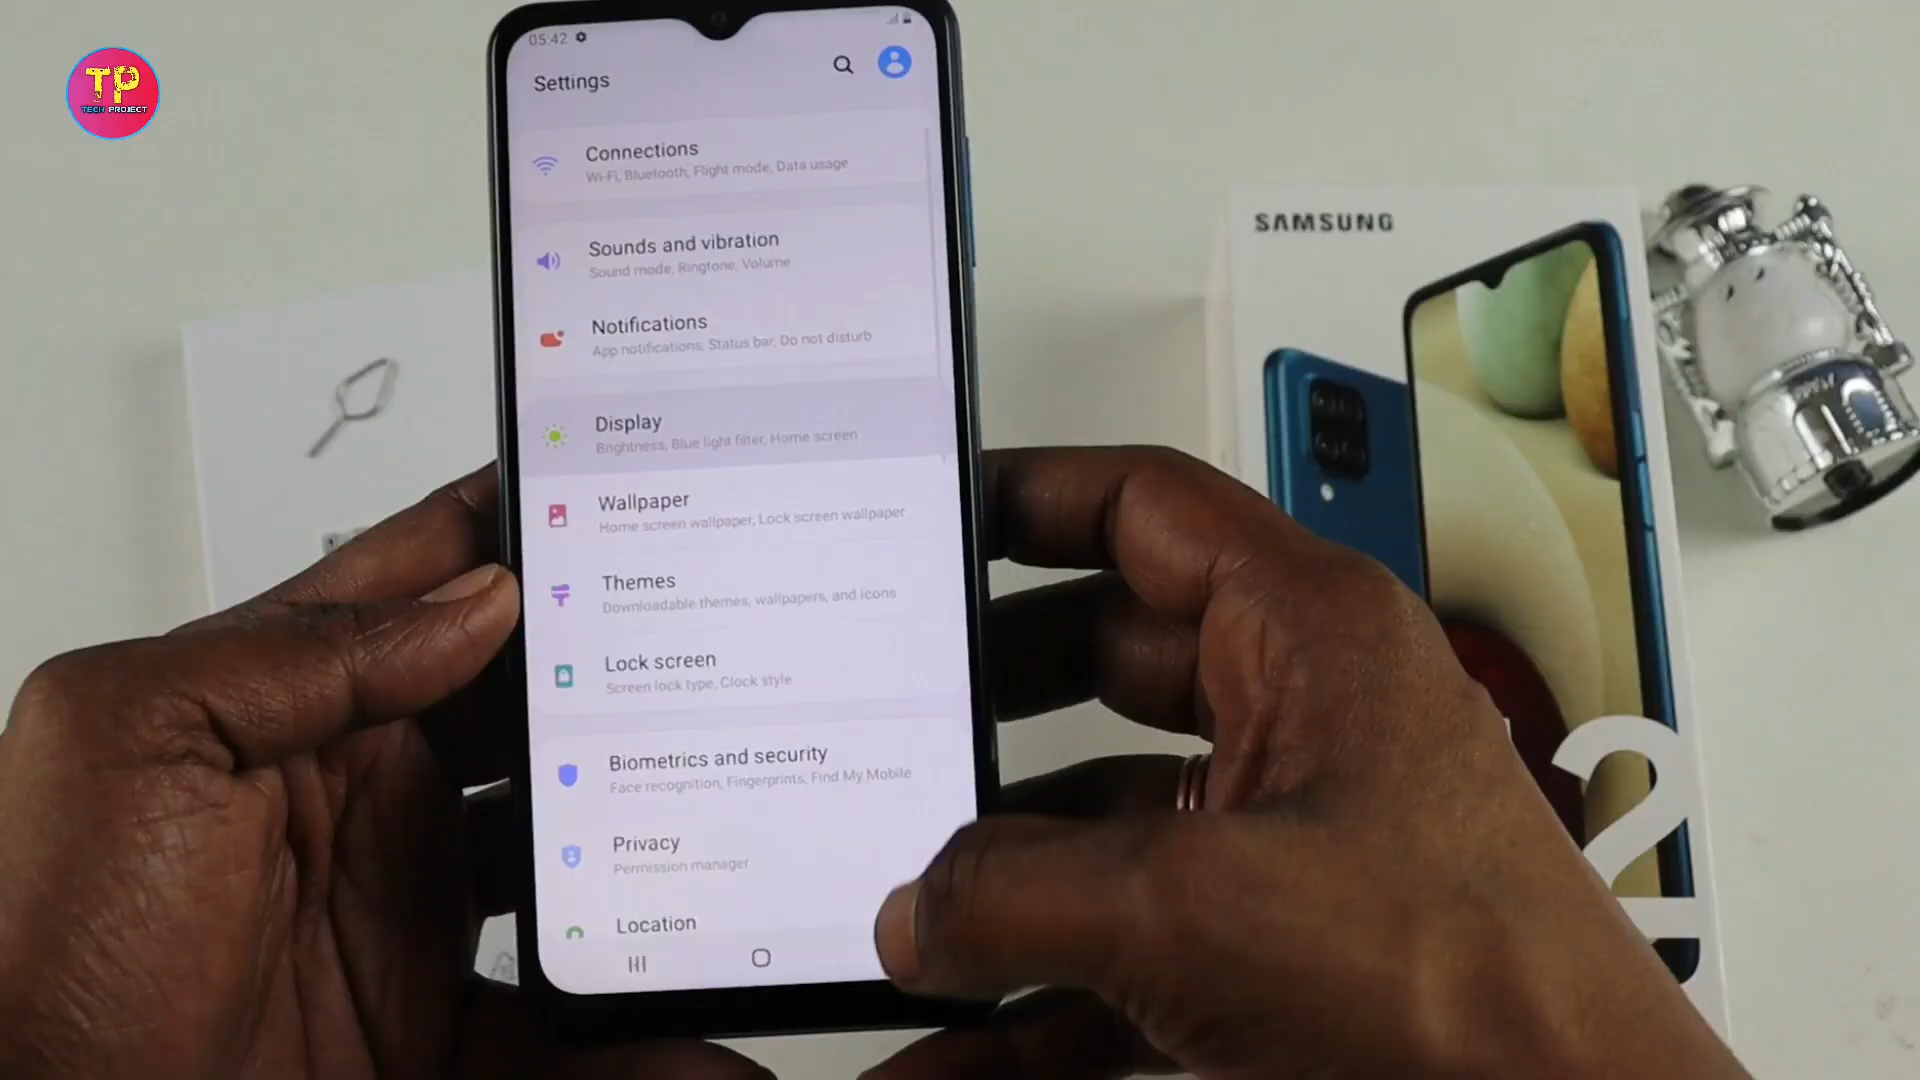 TP
TECH PROJECT
05:42
Settings
Connections
Wi-Fi, Bluetooth, Flight mode, Data usage
Sounds and vibration
Sound mode, Ringtone, Volume
Notifications
App notifications, Status bar, Do not disturb
Display
Brightness, Blue light filter, Home screen
Wallpaper
Home screen wallpaper, Lock screen wallpaper
Themes
Downloadable themes, wallpapers, and icons
Lock screen
Screen lock type, Clock style
Biometrics and security
Face recognition, Fingerprints, Find My Mobile
Privacy
Permission manager
Location
SAMSUNG
2